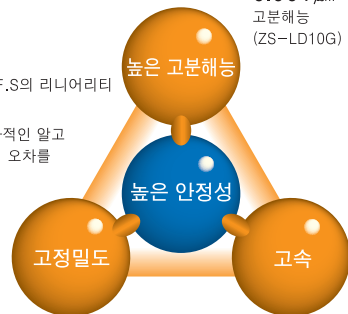 고분해능
(ZS-LD10G)
높은 고분해능
F.S의 리니어리티
적인 알고
오차를
높은 안정성
고정밀도
고속